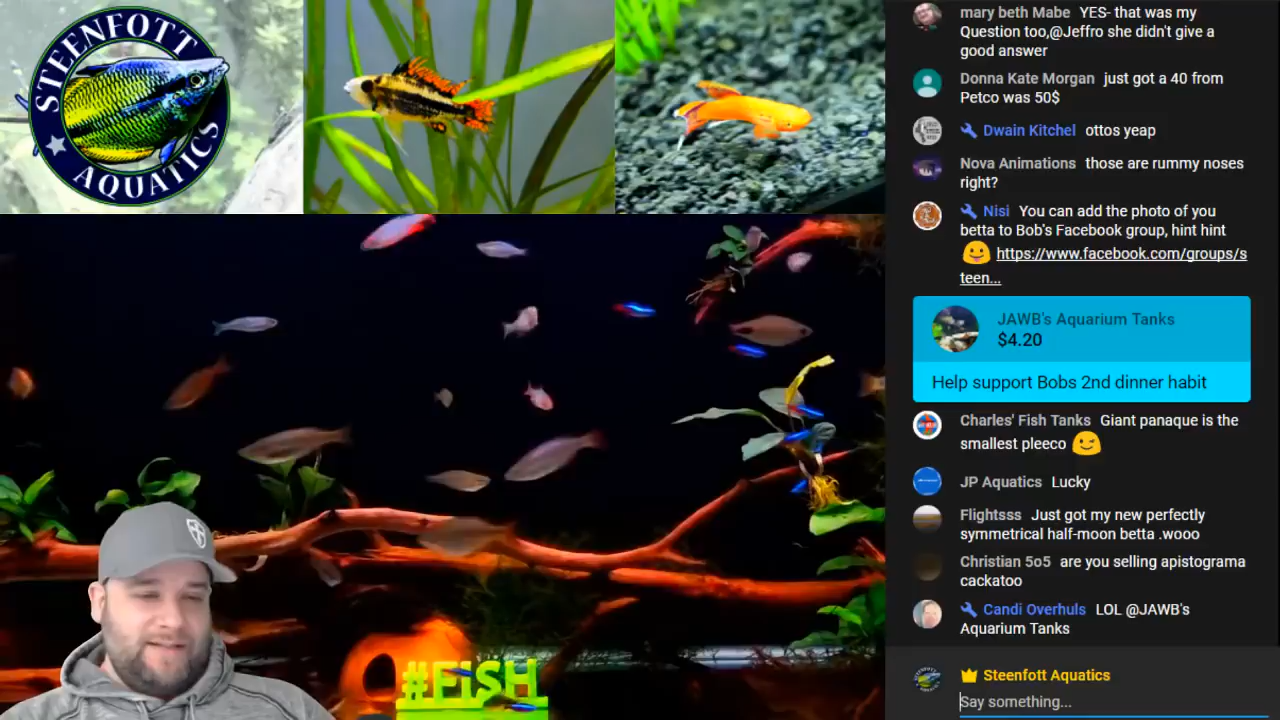 STEENFOTT
AQUATICS
#FiSH
mary beth Mabe YES- that was my
Question too,@Jeffro she didn't give a
good answer
Donna Kate Morgan just got a 40 from
Petco was 50$
Dwain Kitchel ottos yeap
Nova Animations those are rummy noses
right?
Nisi You can add the photo of you
betta to Bob's Facebook group, hint hint
https://www.facebook.com/groups/s
teen...
JAWB's Aquarium Tanks
$4.20
Help support Bobs 2nd dinner habit
Charles' Fish Tanks Giant panaque is the
smallest pleeco
JP Aquatics Lucky
Flightsss Just got my new perfectly
symmetrical half-moon betta .wooo
Christian 5o5 are you selling apistograma
cackatoo
Candi Overhuls LOL @JAWB's
Aquarium Tanks
Steenfott Aquatics
Say something...